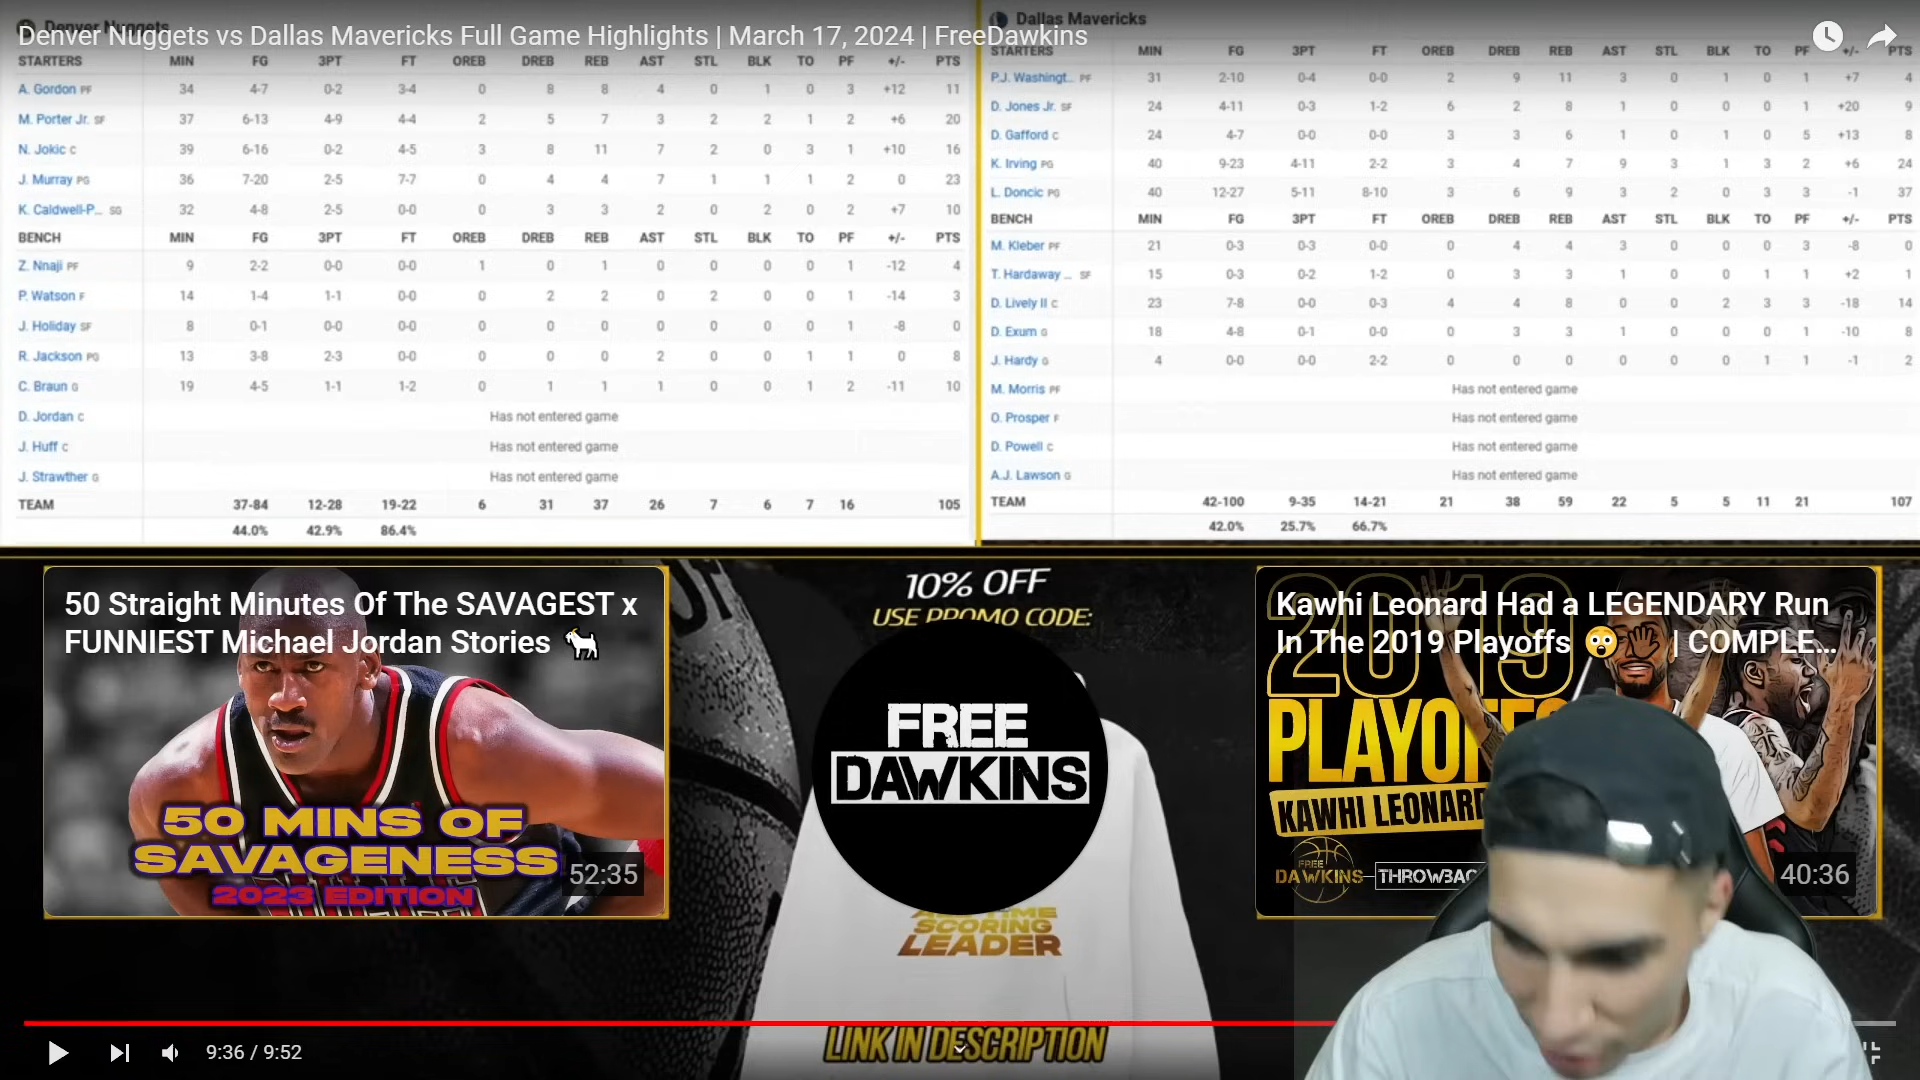 Denver Nuggets vs Dallas Mavericks Full Game Highlights | March 17, 2024 | FreeDawkins
Denver Nuggets
STARTERS MIN FG 3PT FT OREB DREB REB AST STL BLK TO PF +/- PTS
A. Gordon PF 34 4-7 0-2 3-4 0 8 8 4 0 1 0 3 +12 11
M. Porter Jr. SF 37 6-13 4-9 4-4 2 5 7 3 2 2 1 2 +6 20
N. Jokic C 39 6-16 0-2 4-5 3 8 11 7 2 0 3 1 +10 16
J. Murray PG 36 7-20 2-5 7-7 0 4 4 7 1 1 1 2 0 23
K. Caldwell-P... SG 32 4-8 2-5 0-0 0 3 3 2 0 2 0 2 +7 10
BENCH MIN FG 3PT FT OREB DREB REB AST STL BLK TO PF +/- PTS
Z. Nnaji PF 9 2-2 0-0 0-0 1 0 1 0 0 0 0 1 -12 4
P. Watson F 14 1-4 1-1 0-0 0 2 2 0 2 0 0 1 -14 3
J. Holiday SF 8 0-1 0-0 0-0 0 0 0 0 0 0 0 1 -8 0
R. Jackson PG 13 3-8 2-3 0-0 0 0 0 2 0 0 1 1 0 8
C. Braun G 19 4-5 1-1 1-2 0 1 1 1 0 0 1 2 -11 10
D. Jordan C Has not entered game
J. Huff C Has not entered game
J. Strawther G Has not entered game
TEAM 37-84 12-28 19-22 6 31 37 26 7 6 7 16 105
44.0% 42.9% 86.4%
Dallas Mavericks
STARTERS MIN FG 3PT FT OREB DREB REB AST STL BLK TO PF +/- PTS
P.J. Washingt... PF 31 2-10 0-4 0-0 2 9 11 3 0 1 0 1 +7 4
D. Jones Jr. SF 24 4-11 0-3 1-2 6 2 8 1 0 0 0 1 +20 9
D. Gafford C 24 4-7 0-0 0-0 3 3 6 1 0 1 0 5 +13 8
K. Irving PG 40 9-23 4-11 2-2 3 4 7 9 3 1 3 2 +6 24
L. Doncic PG 40 12-27 5-11 8-10 3 6 9 3 2 0 3 3 -1 37
BENCH MIN FG 3PT FT OREB DREB REB AST STL BLK TO PF +/- PTS
M. Kleber PF 21 0-3 0-3 0-0 0 4 4 3 0 0 0 3 -8 0
T. Hardaway ... SF 15 0-3 0-2 1-2 0 3 3 1 0 0 1 1 +2 1
D. Lively II C 23 7-8 0-0 0-3 4 4 8 0 0 2 3 3 -18 14
D. Exum G 18 4-8 0-1 0-0 0 3 3 1 0 0 0 1 -10 8
J. Hardy G 4 0-0 0-0 2-2 0 0 0 0 0 0 1 1 -1 2
M. Morris PF Has not entered game
O. Prosper F Has not entered game
D. Powell C Has not entered game
A.J. Lawson G Has not entered game
TEAM 42-100 9-35 14-21 21 38 59 22 5 5 11 21 107
42.0% 25.7% 66.7%
50 Straight Minutes Of The SAVAGEST x
FUNNIEST Michael Jordan Stories 🐐
50 MINS OF
SAVAGENESS
2023 EDITION
52:35
10% OFF
USE PROMO CODE:
FREE
DAWKINS
ALL TIME
SCORING
LEADER
LINK IN DESCRIPTION
Kawhi Leonard Had a LEGENDARY Run
In The 2019 Playoffs 😲👋🏿 | COMPLE...
2019
KAWHI LEONARD
FREE
DAWKINS
40:36
9:36 / 9:52